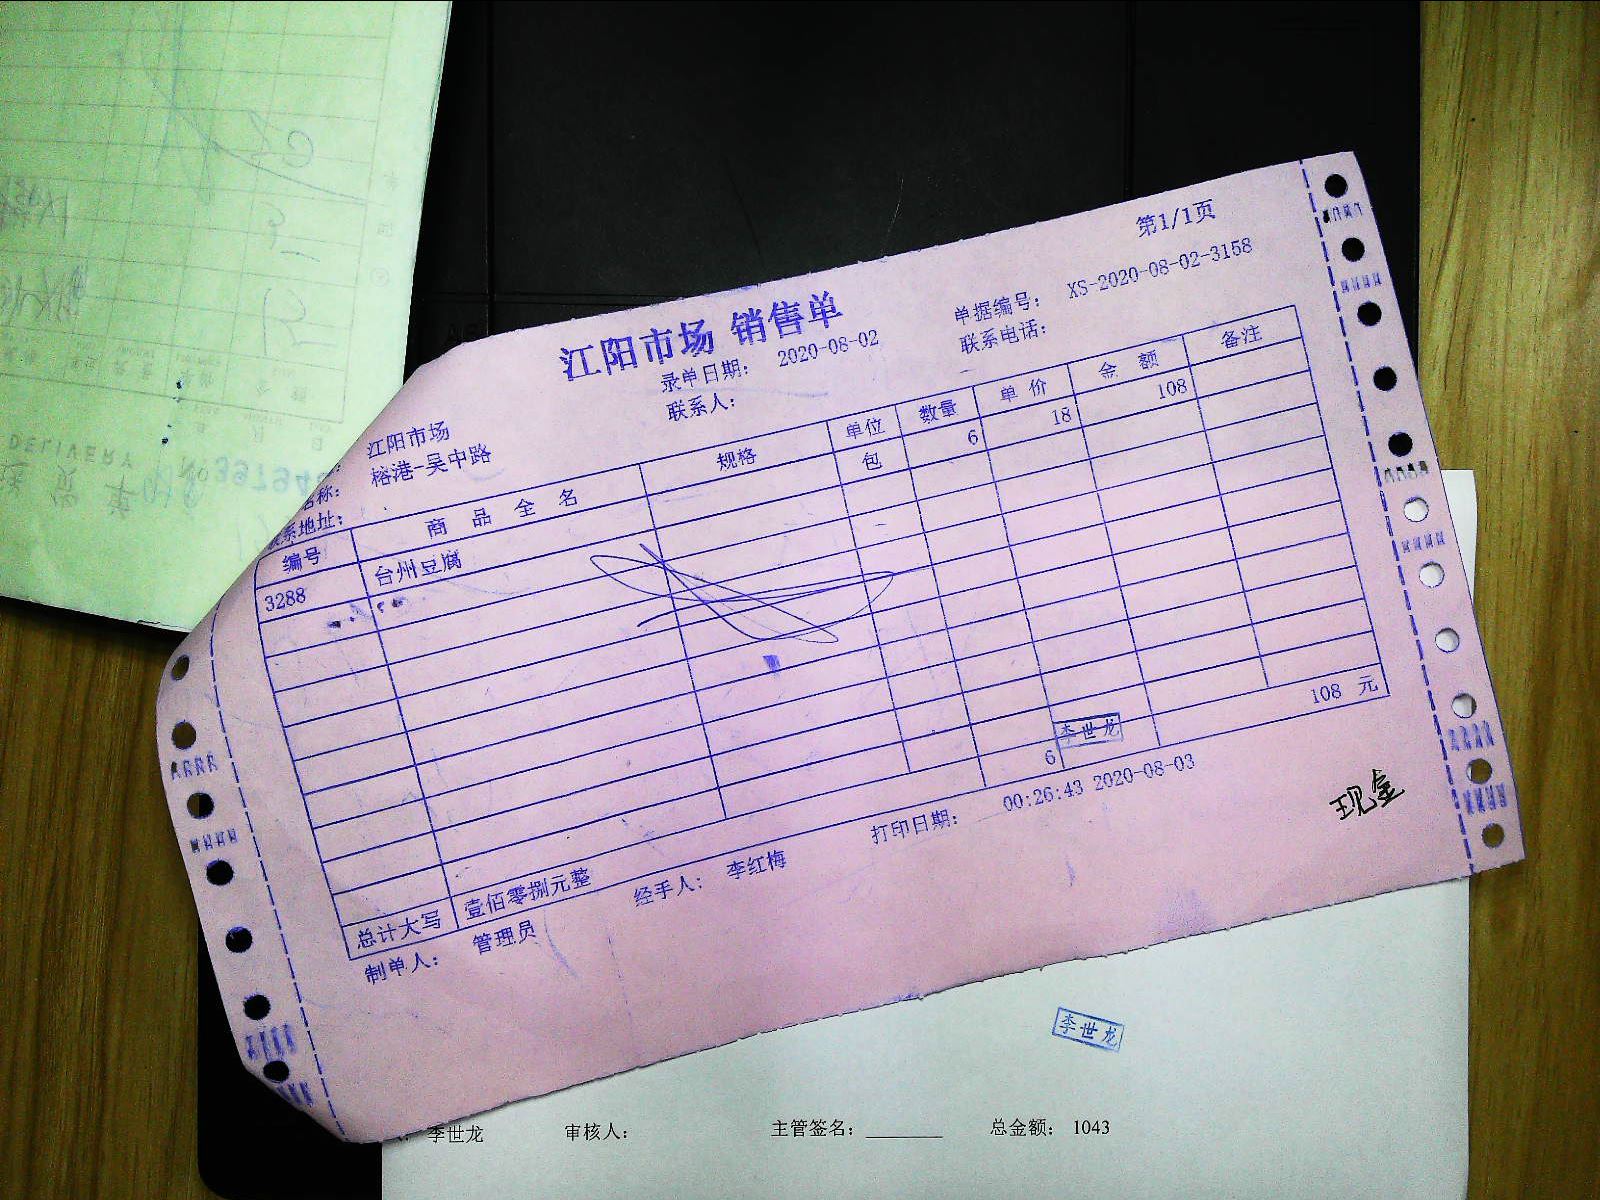 第1/1页
江阳市场 销售单
单据编号: XS-2020-08-02-3158
录单日期: 2020-08-02
联系电话:
联系人:
江阳市场
名称: 榕港-吴中路
联系地址:
编号 商品全名 规格 单位 数量 单价 金额 备注
3288 台州豆腐 包 6 18 108
6
108 元
李世龙
总计大写 壹佰零捌元整
制单人: 管理员 经手人: 李红梅 打印日期: 00:26:43 2020-08-03
现金
李世龙
李世龙 审核人: 主管签名: 总金额: 1043
DELIVERY